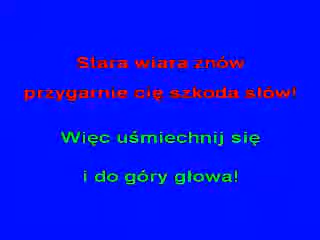 Stara wiara znów
przygarnie cię szkoda słów!
Więc uśmiechnij się
i do góry głowa!